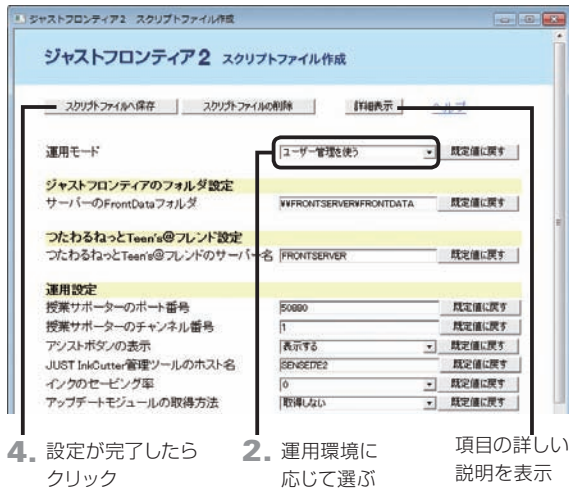 ジャストフロンティア2 スクリプトファイル作成
ジャストフロンティア2 スクリプトファイル作成
スクリプトファイルへ保存 スクリプトファイルの削除 詳細表示 ヘルプ
運用モード ユーザー管理を使う 既定値に戻す
ジャストフロンティアのフォルダ設定
サーバーのFrontDataフォルダ ¥¥FRONTSERVER¥FRONTDATA 既定値に戻す
つたわるねっとTeen's@フレンド設定
つたわるねっとTeen's@フレンドのサーバー名 FRONTSERVER 既定値に戻す
運用設定
授業サポーターのポート番号 50880 既定値に戻す
授業サポーターのチャンネル番号 1 既定値に戻す
アシストボタンの表示 表示する 既定値に戻す
JUST InkCutter管理ツールのホスト名 既定値に戻す
インクのセービング率 0 既定値に戻す
アップデートモジュールの取得方法 取得しない 既定値に戻す
4. 設定が完了したら
クリック
2. 運用環境に
応じて選ぶ
項目の詳しい
説明を表示